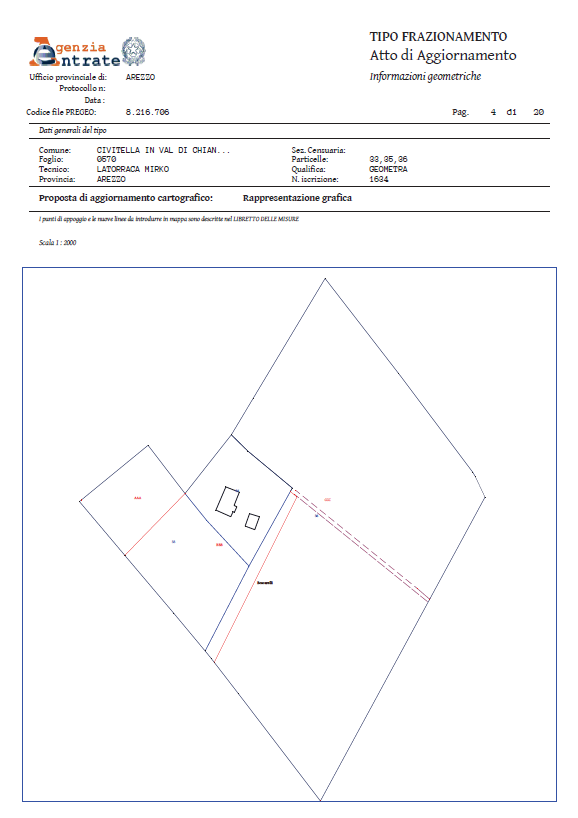 Agenzia
Entrate
TIPO FRAZIONAMENTO
Atto di Aggiornamento
Informazioni geometriche
Ufficio provinciale di: AREZZO
Protocollo n:
Data :
Codice file PREGEO: 8.216.706
Pag. 4 di 20
Dati generali del tipo
Comune: CIVITELLA IN VAL DI CHIAN... Sez. Censuaria:
Foglio: 0570 Particelle: 33,35,36
Tecnico: LATORRACA MIRKO Qualifica: GEOMETRA
Provincia: AREZZO N. iscrizione: 1634
Proposta di aggiornamento cartografico: Rappresentazione grafica
I punti di appoggio e le nuove linee da introdurre in mappa sono descritte nel LIBRETTO DELLE MISURE
Scala 1 : 2000